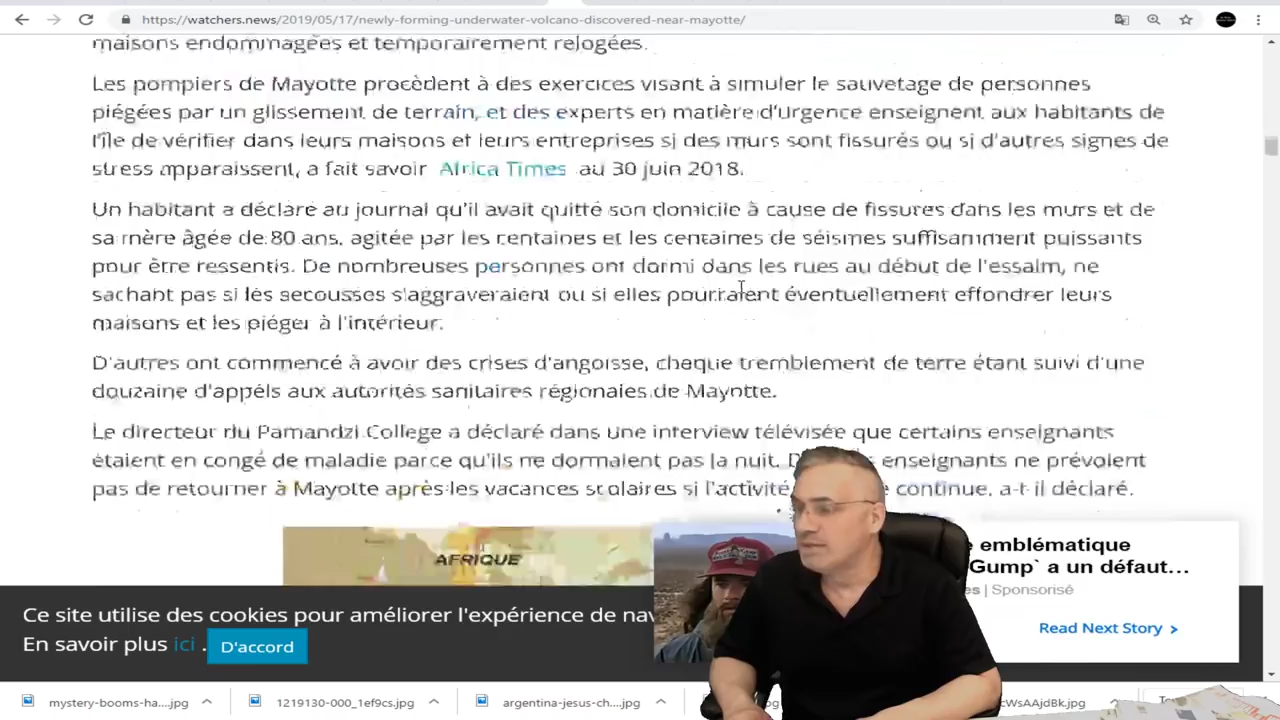 https://watchers.news/2019/05/17/newly-forming-underwater-volcano-discovered-near-mayotte/
maisons endommagées et temporairement relogées.
Les pompiers de Mayotte procèdent à des exercices visant à simuler le sauvetage de personnes
piégées par un glissement de terrain, et des experts en matière d'urgence enseignent aux habitants de
l'île de vérifier dans leurs maisons et leurs entreprises si des murs sont fissurés ou si d'autres signes de
stress apparaissent, a fait savoir Africa Times au 30 juin 2018.
Un habitant a déclaré au journal qu'il avait quitté son domicile à cause de fissures dans les murs et de
sa mère âgée de 80 ans, agitée par les centaines et les centaines de séismes suffisamment puissants
pour être ressentis. De nombreuses personnes ont dormi dans les rues au début de l'essaim, ne
sachant pas si les secousses s'aggraveraient ou si elles pourraient éventuellement effondrer leurs
maisons et les piéger à l'intérieur.
D'autres ont commencé à avoir des crises d'angoisse, chaque tremblement de terre étant suivi d'une
douzaine d'appels aux autorités sanitaires régionales de Mayotte.
Le directeur du Pamandzi College a déclaré dans une interview télévisée que certains enseignants
étaient en congé de maladie parce qu'ils ne dormaient pas la nuit. enseignants ne prévoient
pas de retourner à Mayotte après les vacances scolaires si l'activité continue, a-t-il déclaré.
AFRIQUE
emblématique
Gump` a un défaut...
| Sponsorisé
Read Next Story >
Ce site utilise des cookies pour améliorer l'expérience de
En savoir plus ici . D'accord
mystery-booms-ha....jpg
1219130-000_1ef9cs.jpg
argentina-jesus-ch....jpg